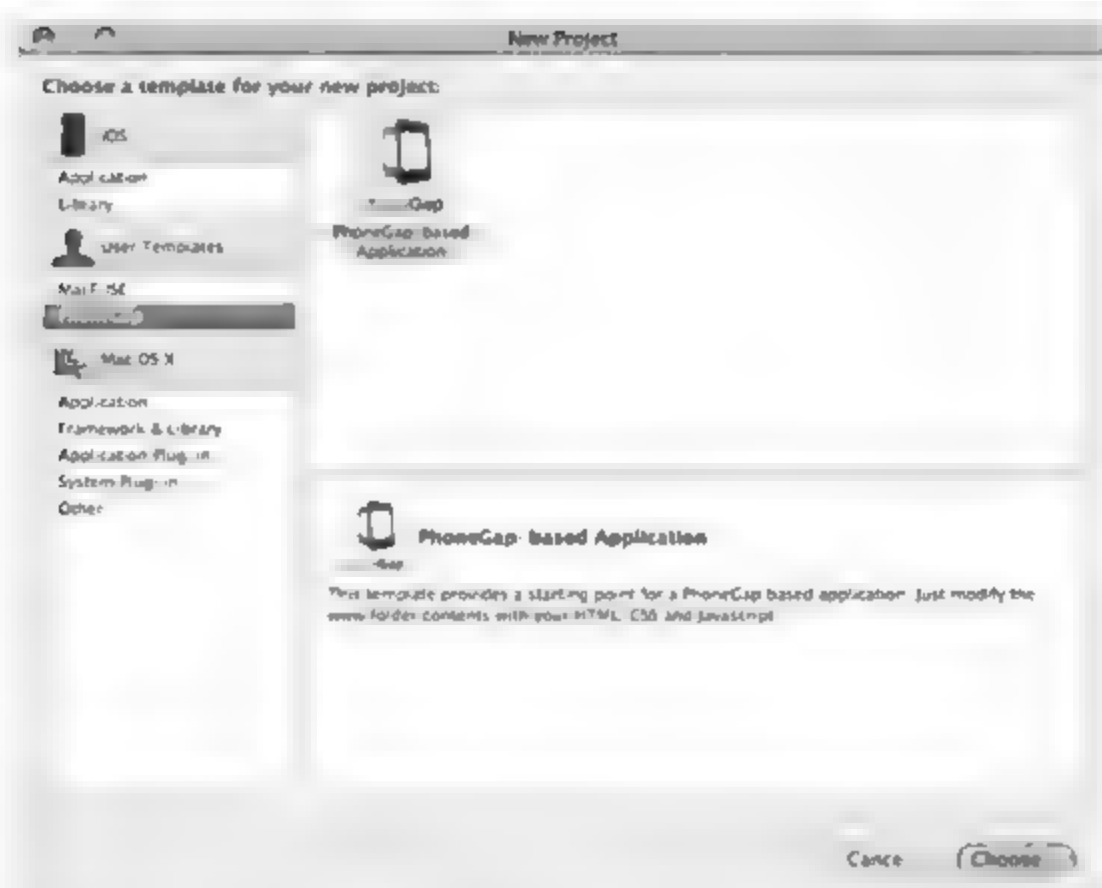 New Project
Choose a template for your new project:
iOS
Application
Library
User Templates
Mac OS X
Application
Framework & Library
Application Plug-in
System Plug-in
Other
Gap
PhoneGap-based
Application
PhoneGap-based Application
Gap
This template provides a starting point for a PhoneGap based application. Just modify the
www folder contents with your HTML, CSS and Javascript
Cancel
Choose